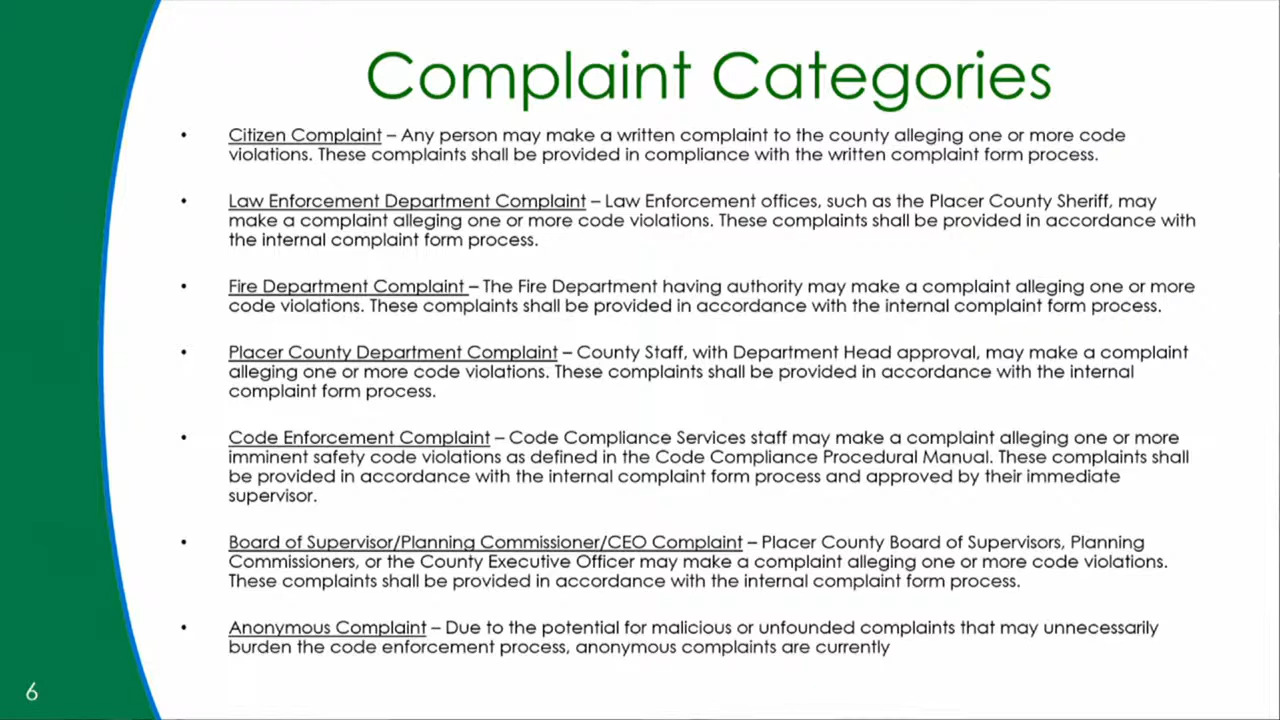 Complaint Categories
• Citizen Complaint – Any person may make a written complaint to the county alleging one or more code
violations. These complaints shall be provided in compliance with the written complaint form process.
• Law Enforcement Department Complaint – Law Enforcement offices, such as the Placer County Sheriff, may
make a complaint alleging one or more code violations. These complaints shall be provided in accordance with
the internal complaint form process.
• Fire Department Complaint – The Fire Department having authority may make a complaint alleging one or more
code violations. These complaints shall be provided in accordance with the internal complaint form process.
• Placer County Department Complaint – County Staff, with Department Head approval, may make a complaint
alleging one or more code violations. These complaints shall be provided in accordance with the internal
complaint form process.
• Code Enforcement Complaint – Code Compliance Services staff may make a complaint alleging one or more
imminent safety code violations as defined in the Code Compliance Procedural Manual. These complaints shall
be provided in accordance with the internal complaint form process and approved by their immediate
supervisor.
• Board of Supervisor/Planning Commissioner/CEO Complaint – Placer County Board of Supervisors, Planning
Commissioners, or the County Executive Officer may make a complaint alleging one or more code violations.
These complaints shall be provided in accordance with the internal complaint form process.
• Anonymous Complaint – Due to the potential for malicious or unfounded complaints that may unnecessarily
burden the code enforcement process, anonymous complaints are currently
6